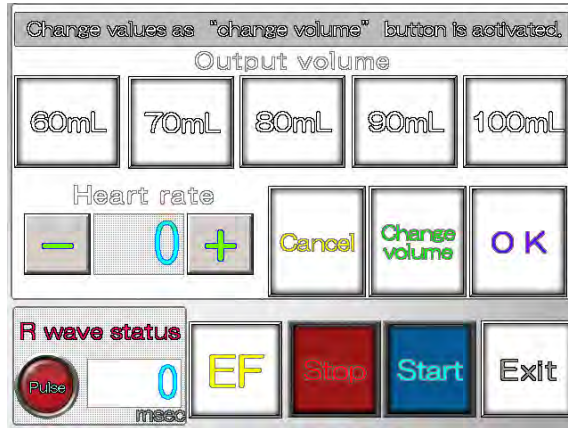 Change values as "change volume" button is activated.
Output volume
60mL 70mL 80mL 90mL 100mL
Heart rate
− 0 +
Cancel
Change
volume
OK
R wave status
Pulse
0
msec
EF
Stop
Start
Exit